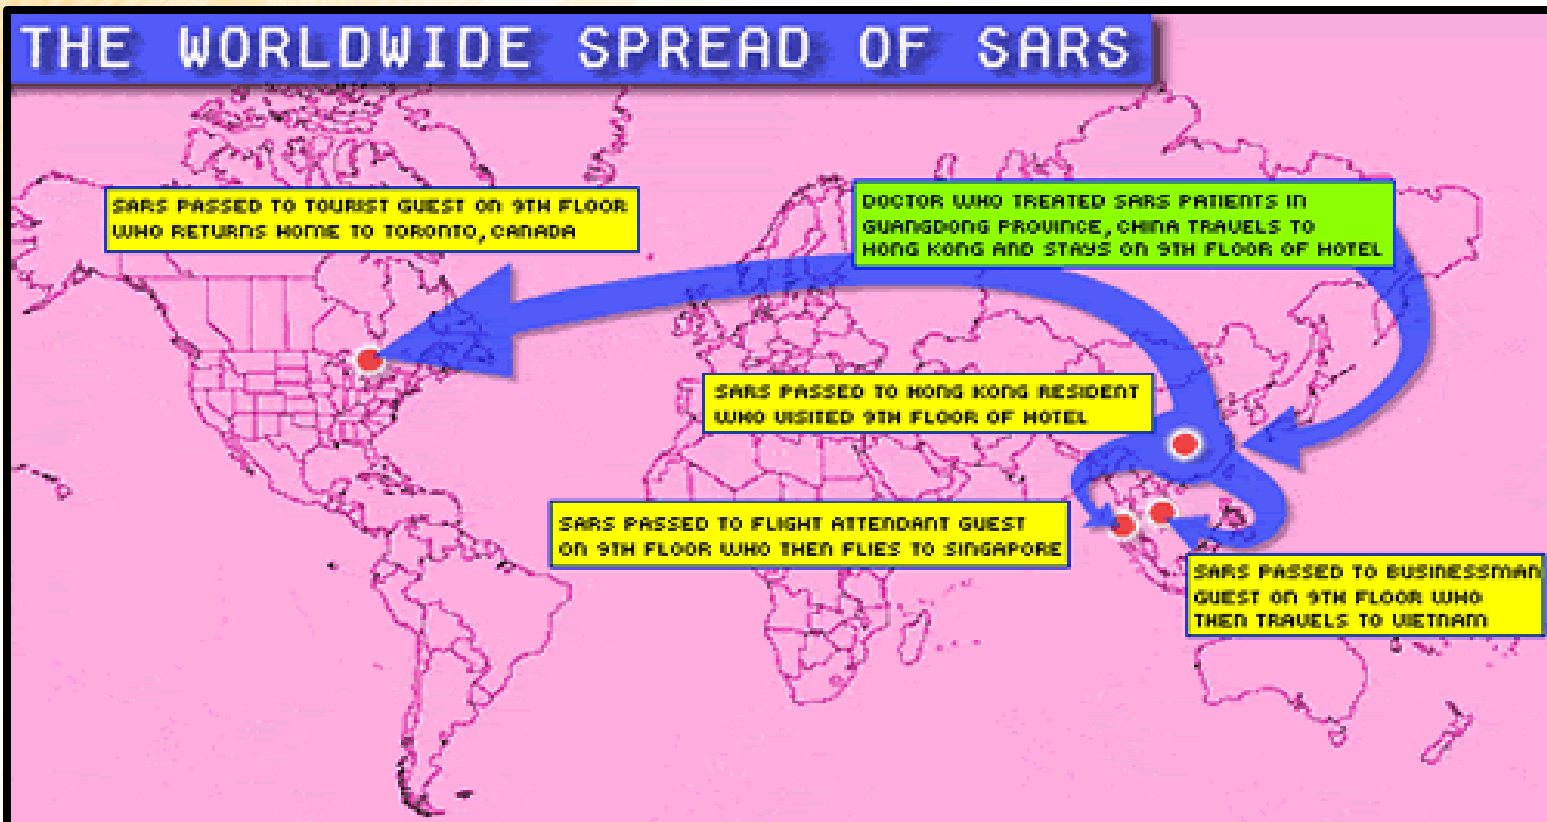 THE WORLDWIDE SPREAD OF SARS
SARS PASSED TO TOURIST GUEST ON 9TH FLOOR
WHO RETURNS HOME TO TORONTO, CANADA
DOCTOR WHO TREATED SARS PATIENTS IN
GUANGDONG PROVINCE, CHINA TRAVELS TO
HONG KONG AND STAYS ON 9TH FLOOR OF HOTEL
SARS PASSED TO HONG KONG RESIDENT
WHO VISITED 9TH FLOOR OF HOTEL
SARS PASSED TO FLIGHT ATTENDANT GUEST
ON 9TH FLOOR WHO THEN FLIES TO SINGAPORE
SARS PASSED TO BUSINESSMAN
GUEST ON 9TH FLOOR WHO
THEN TRAVELS TO VIETNAM